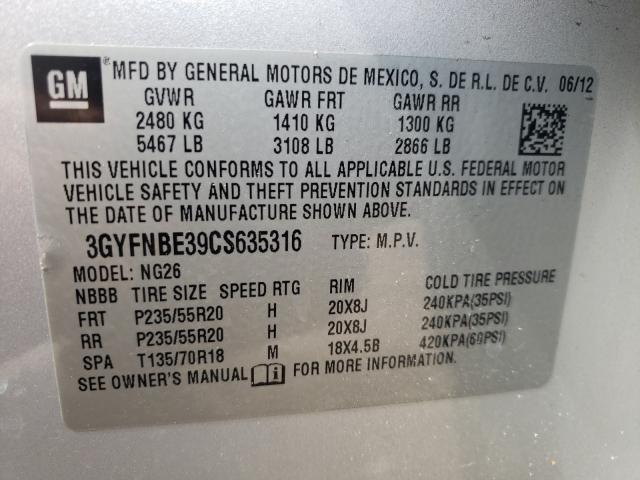 GM
MFD BY GENERAL MOTORS DE MEXICO, S. DE R.L. DE C.V. 06/12
GVWR GAWR FRT GAWR RR
2480 KG 1410 KG 1300 KG
5467 LB 3108 LB 2866 LB
THIS VEHICLE CONFORMS TO ALL APPLICABLE U.S. FEDERAL MOTOR
VEHICLE SAFETY AND THEFT PREVENTION STANDARDS IN EFFECT ON
THE DATE OF MANUFACTURE SHOWN ABOVE.
3GYFNBE39CS635316 TYPE: M.P.V.
MODEL: NG26
NBBB TIRE SIZE SPEED RTG RIM COLD TIRE PRESSURE
FRT P235/55R20 H 20X8J 240KPA(35PSI)
RR P235/55R20 H 20X8J 240KPA(35PSI)
SPA T135/70R18 M 18X4.5B 420KPA(60PSI)
SEE OWNER'S MANUAL FOR MORE INFORMATION.